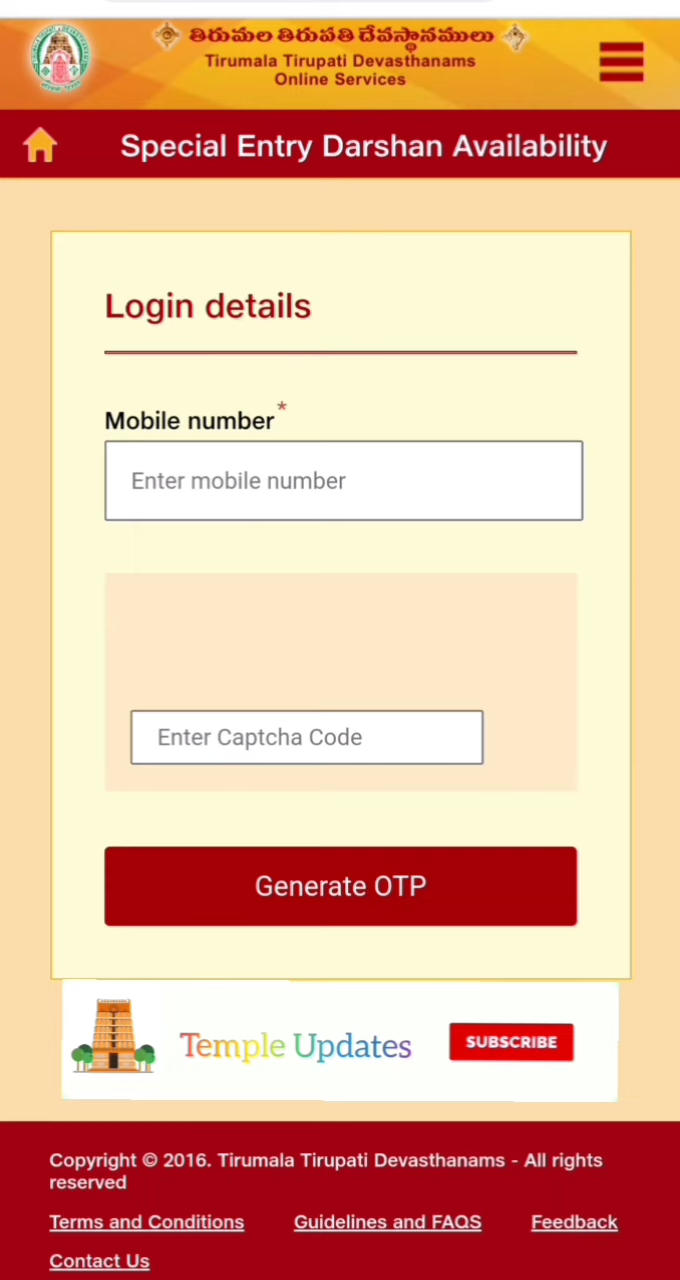 తిరుమల తిరుపతి దేవస్థానములు
Tirumala Tirupati Devasthanams
Online Services
Special Entry Darshan Availability
Login details
Mobile number*
Enter mobile number
Enter Captcha Code
Generate OTP
Temple Updates
SUBSCRIBE
Copyright © 2016. Tirumala Tirupati Devasthanams - All rights
reserved
Terms and Conditions Guidelines and FAQS Feedback
Contact Us